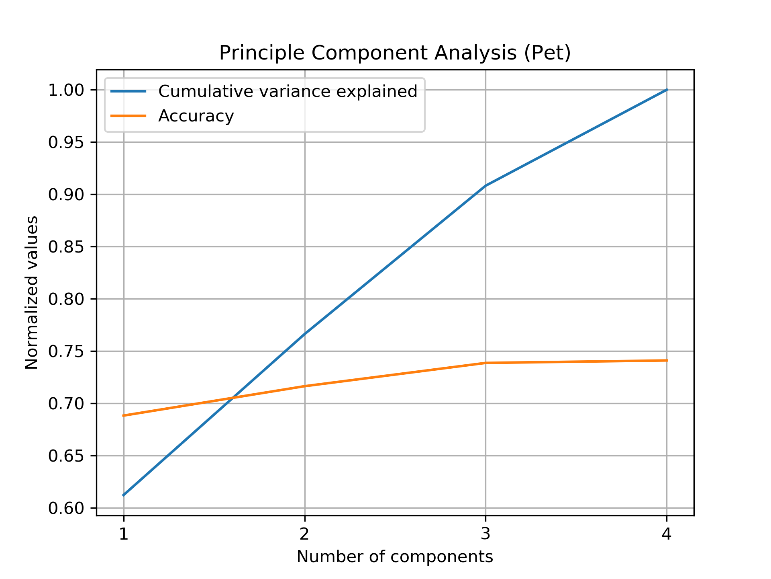 Principle Component Analysis (Pet)
Cumulative variance explained
Accuracy
1.00
0.95
0.90
0.85
0.80
0.75
0.70
0.65
0.60
Normalized values
1 2 3 4
Number of components